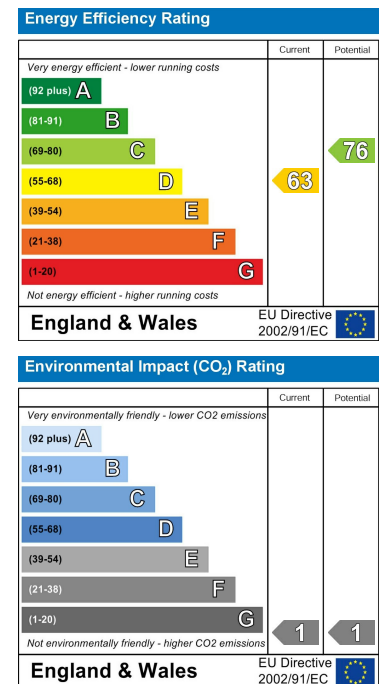 Energy Efficiency Rating
Current Potential
Very energy efficient - lower running costs
(92 plus) A
(81-91) B
(69-80) C 76
(55-68) D 63
(39-54) E
(21-38) F
(1-20) G
Not energy efficient - higher running costs
England & Wales
EU Directive
2002/91/EC
Environmental Impact (CO₂) Rating
Current Potential
Very environmentally friendly - lower CO2 emissions
(92 plus) A
(81-91) B
(69-80) C
(55-68) D
(39-54) E
(21-38) F
(1-20) G 1 1
Not environmentally friendly - higher CO2 emissions
England & Wales
EU Directive
2002/91/EC